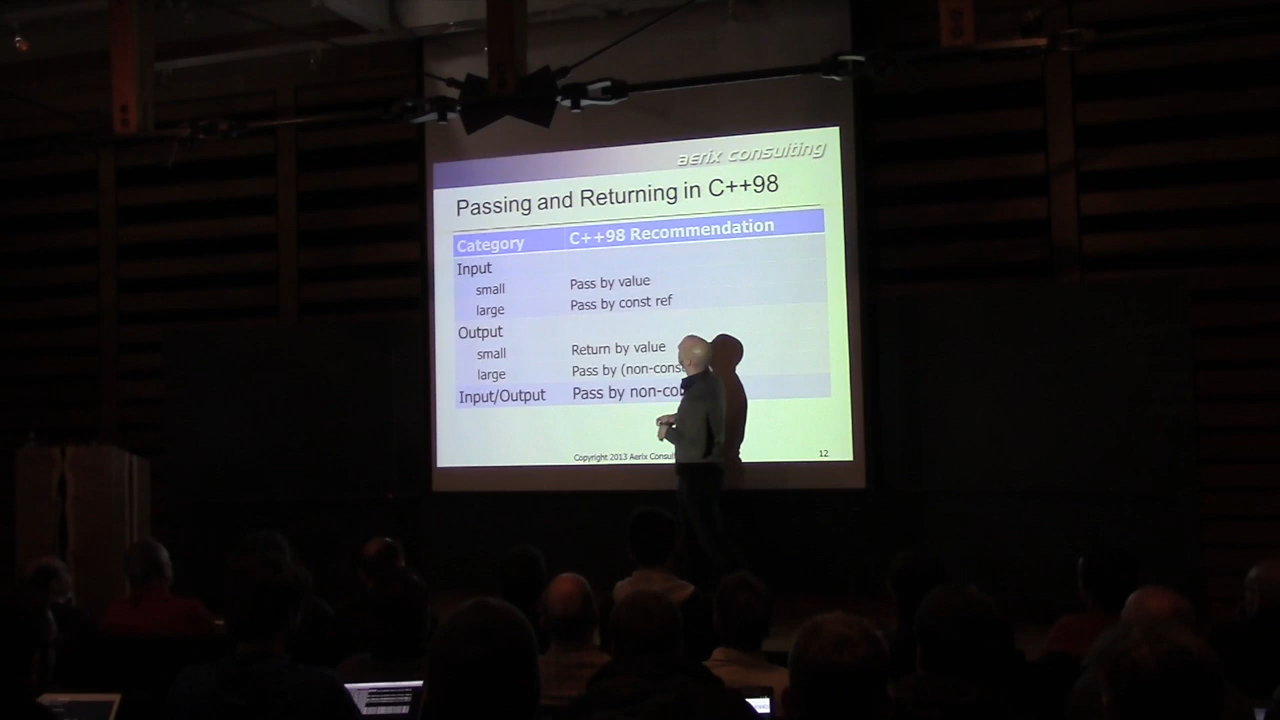 aerix consulting
Passing and Returning in C++98
Category C++98 Recommendation
Input
small Pass by value
large Pass by const ref
Output
small Return by value
large Pass by (non-cons
Input/Output Pass by non-co
Copyright 2013 Aerix Consul
12